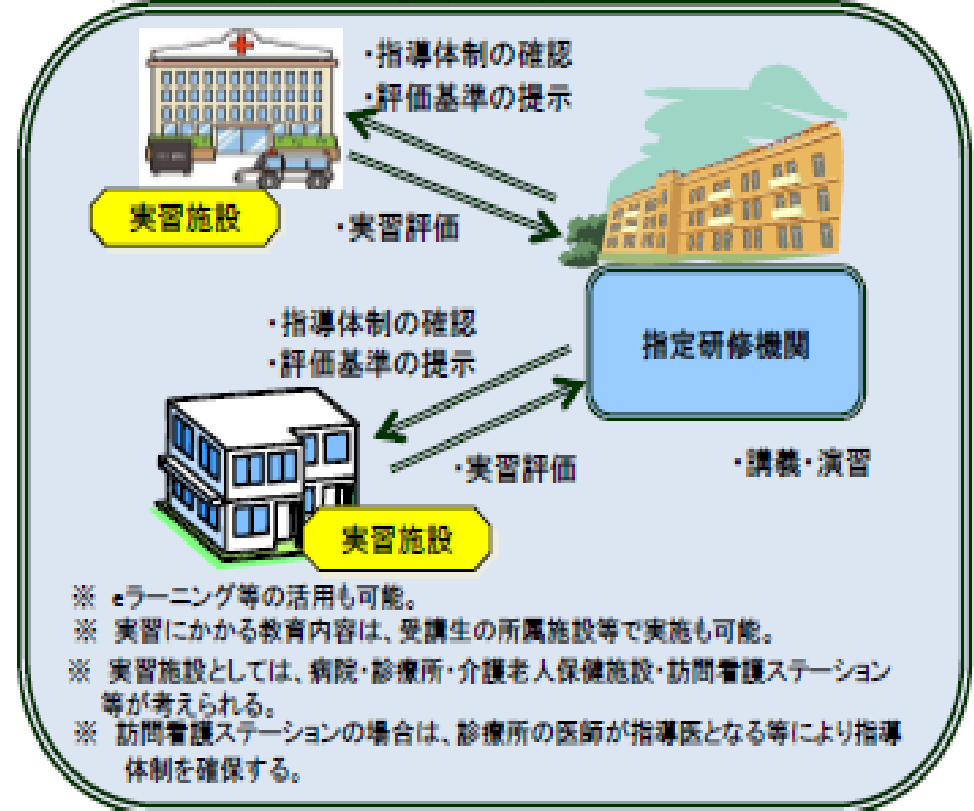 ・指導体制の確認
・評価基準の提示
実習施設
・実習評価
・指導体制の確認
・評価基準の提示
指定研修機関
・実習評価
・講義・演習
実習施設
※ eラーニング等の活用も可能。
※ 実習にかかる教育内容は、受講生の所属施設等で実施も可能。
※ 実習施設としては、病院・診療所・介護老人保健施設・訪問看護ステーション
等が考えられる。
※ 訪問看護ステーションの場合は、診療所の医師が指導医となる等により指導
体制を確保する。